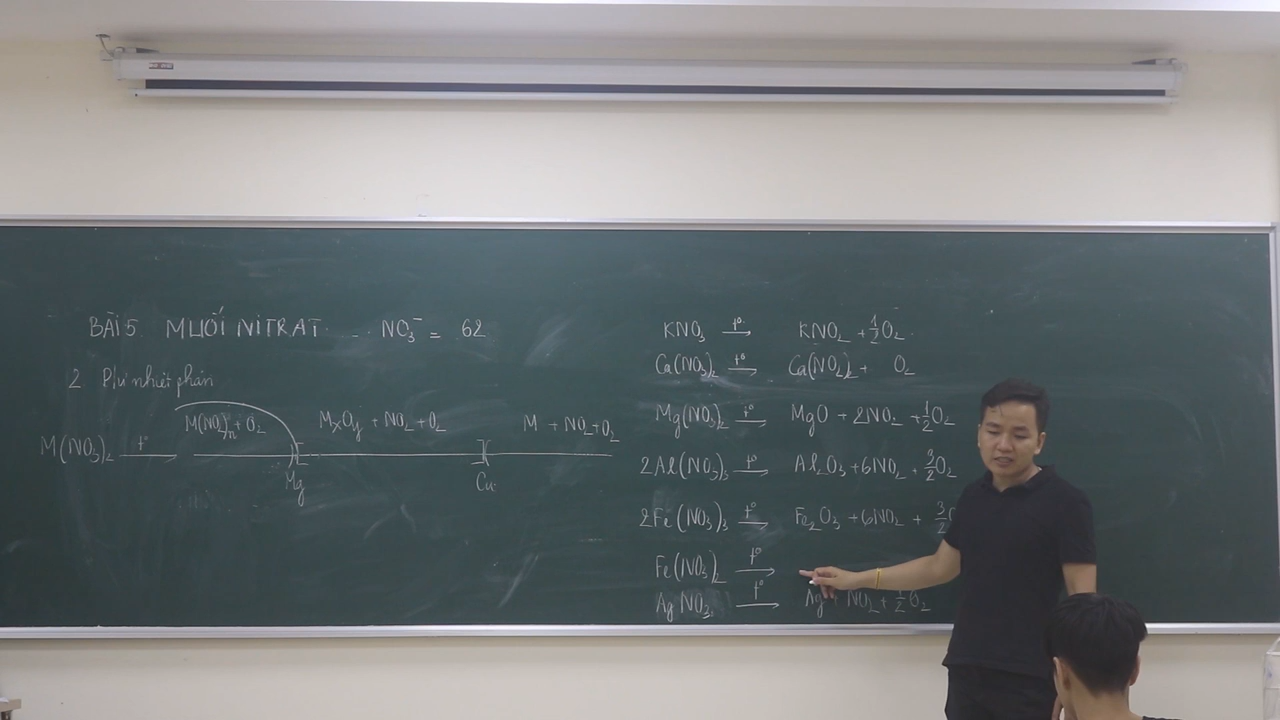 BÀI 5. MUỐI NITRAT. NO₃⁻ = 62
2 P/ư nhiệt phân
M(NO₃)₂ →(t°) M(NO₂)ₙ + O₂ MₓOᵧ + NO₂ + O₂ M + NO₂ + O₂
Mg Cu
KNO₃ →(t°) KNO₂ + 1/2 O₂
Ca(NO₃)₂ →(t°) Ca(NO₂)₂ + O₂
Mg(NO₃)₂ →(t°) MgO + 2NO₂ + 1/2 O₂
2Al(NO₃)₃ →(t°) Al₂O₃ + 6NO₂ + 3/2 O₂
2Fe(NO₃)₃ →(t°) Fe₂O₃ + 6NO₂ + 3/2
Fe(NO₃)₂ →(t°)
AgNO₃ →(t°) Ag + NO₂ + 1/2 O₂